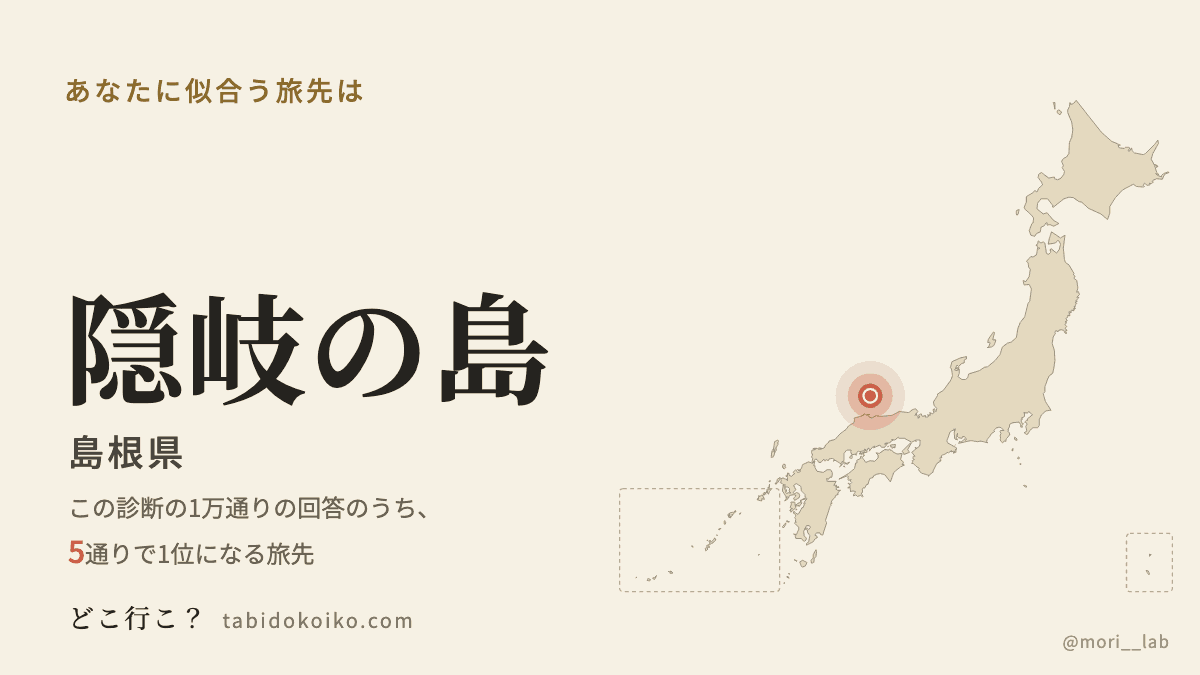 あなたに似合う旅先は
隠岐の島
島根県
この診断の1万通りの回答のうち、
5通りで1位になる旅先
どこ行こ？ tabidokoiko.com
@mori__lab